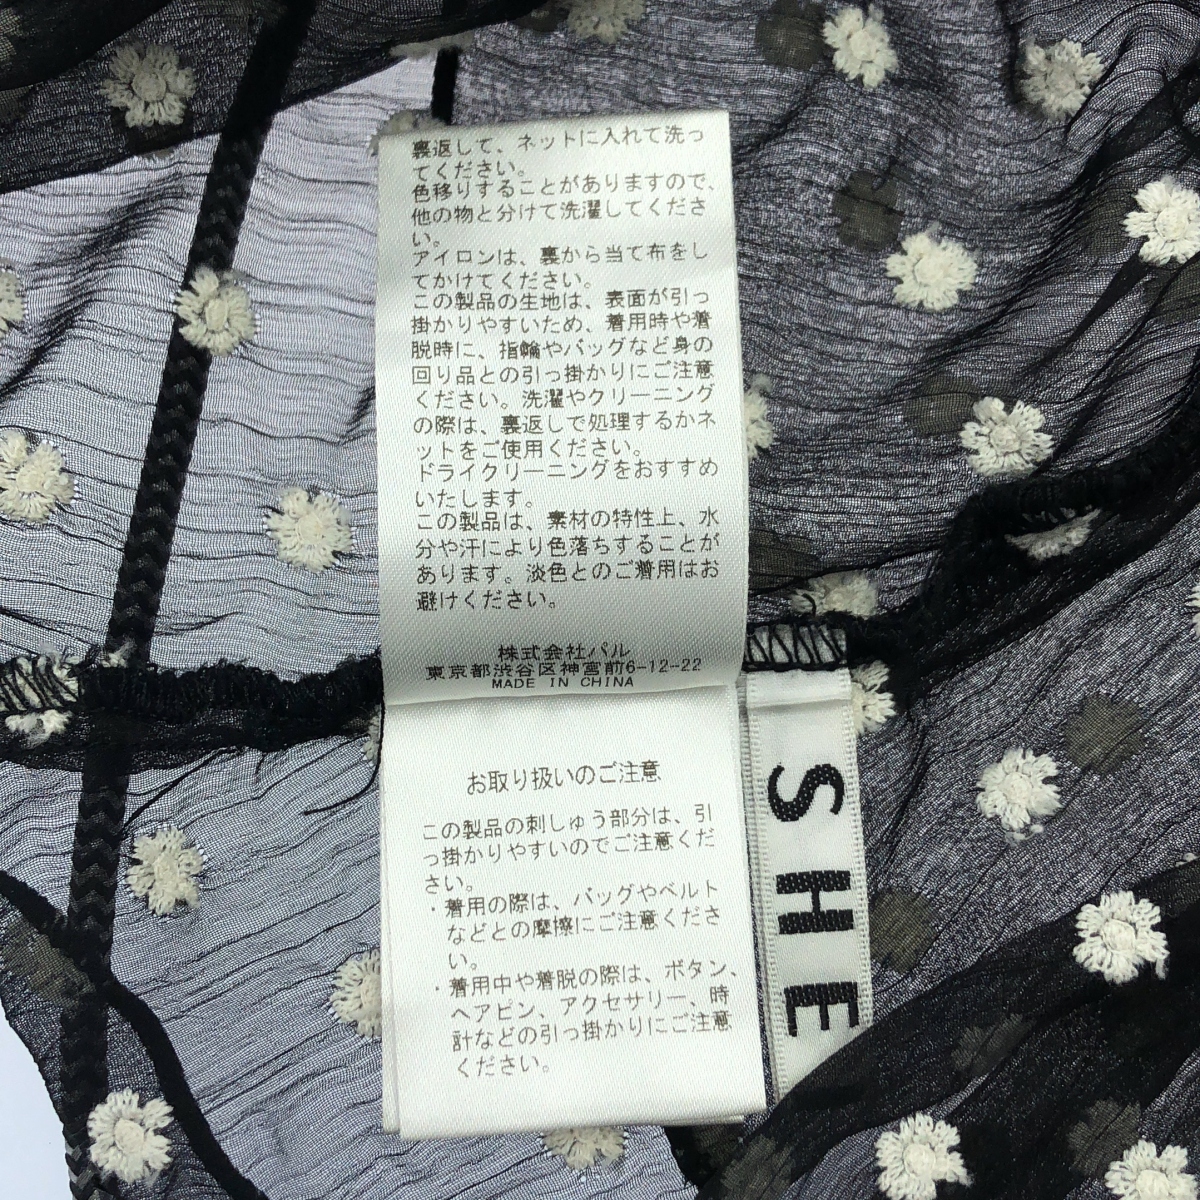 裏返して、ネットに入れて洗っ
てください。
色移りすることがありますので、
他の物と分けて洗濯してくださ
い。
アイロンは、裏から当て布をし
てかけてください。
この製品の生地は、表面が引っ
掛かりやすいため、着用時や着
脱時に、指輪やバッグなど身の
回り品との引っ掛かりにご注意
ください。洗濯やクリーニング
の際は、裏返しで処理するかネ
ットをご使用ください。
ドライクリーニングをおすすめ
いたします。
この製品は、素材の特性上、水
分や汗により色落ちすることが
あります。淡色とのご着用はお
避けください。
株式会社パル
東京都渋谷区神宮前6-12-22
MADE IN CHINA
お取り扱いのご注意
この製品の刺しゅう部分は、引
っ掛かりやすいのでご注意くだ
さい。
・着用の際は、バッグやベルト
などとの摩擦にご注意くださ
い。
・着用中や着脱の際は、ボタン、
ヘアピン、アクセサリー、時
計などの引っ掛かりにご注意
ください。
SHE